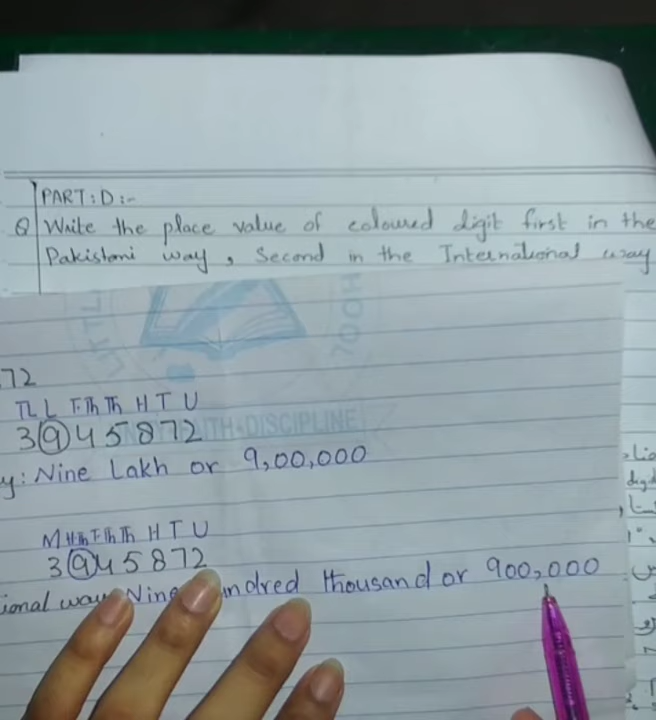 PART:D:-
Q Write the place value of coloured digit first in the
Pakistani way, Second in the International way
72
TL L T.Th Th H T U
3945872
DISCIPLINE
y: Nine Lakh or 9,00,000
M H.Th T.Th Th H T U
3945872
ional way Nine ndred thousand or 900,000